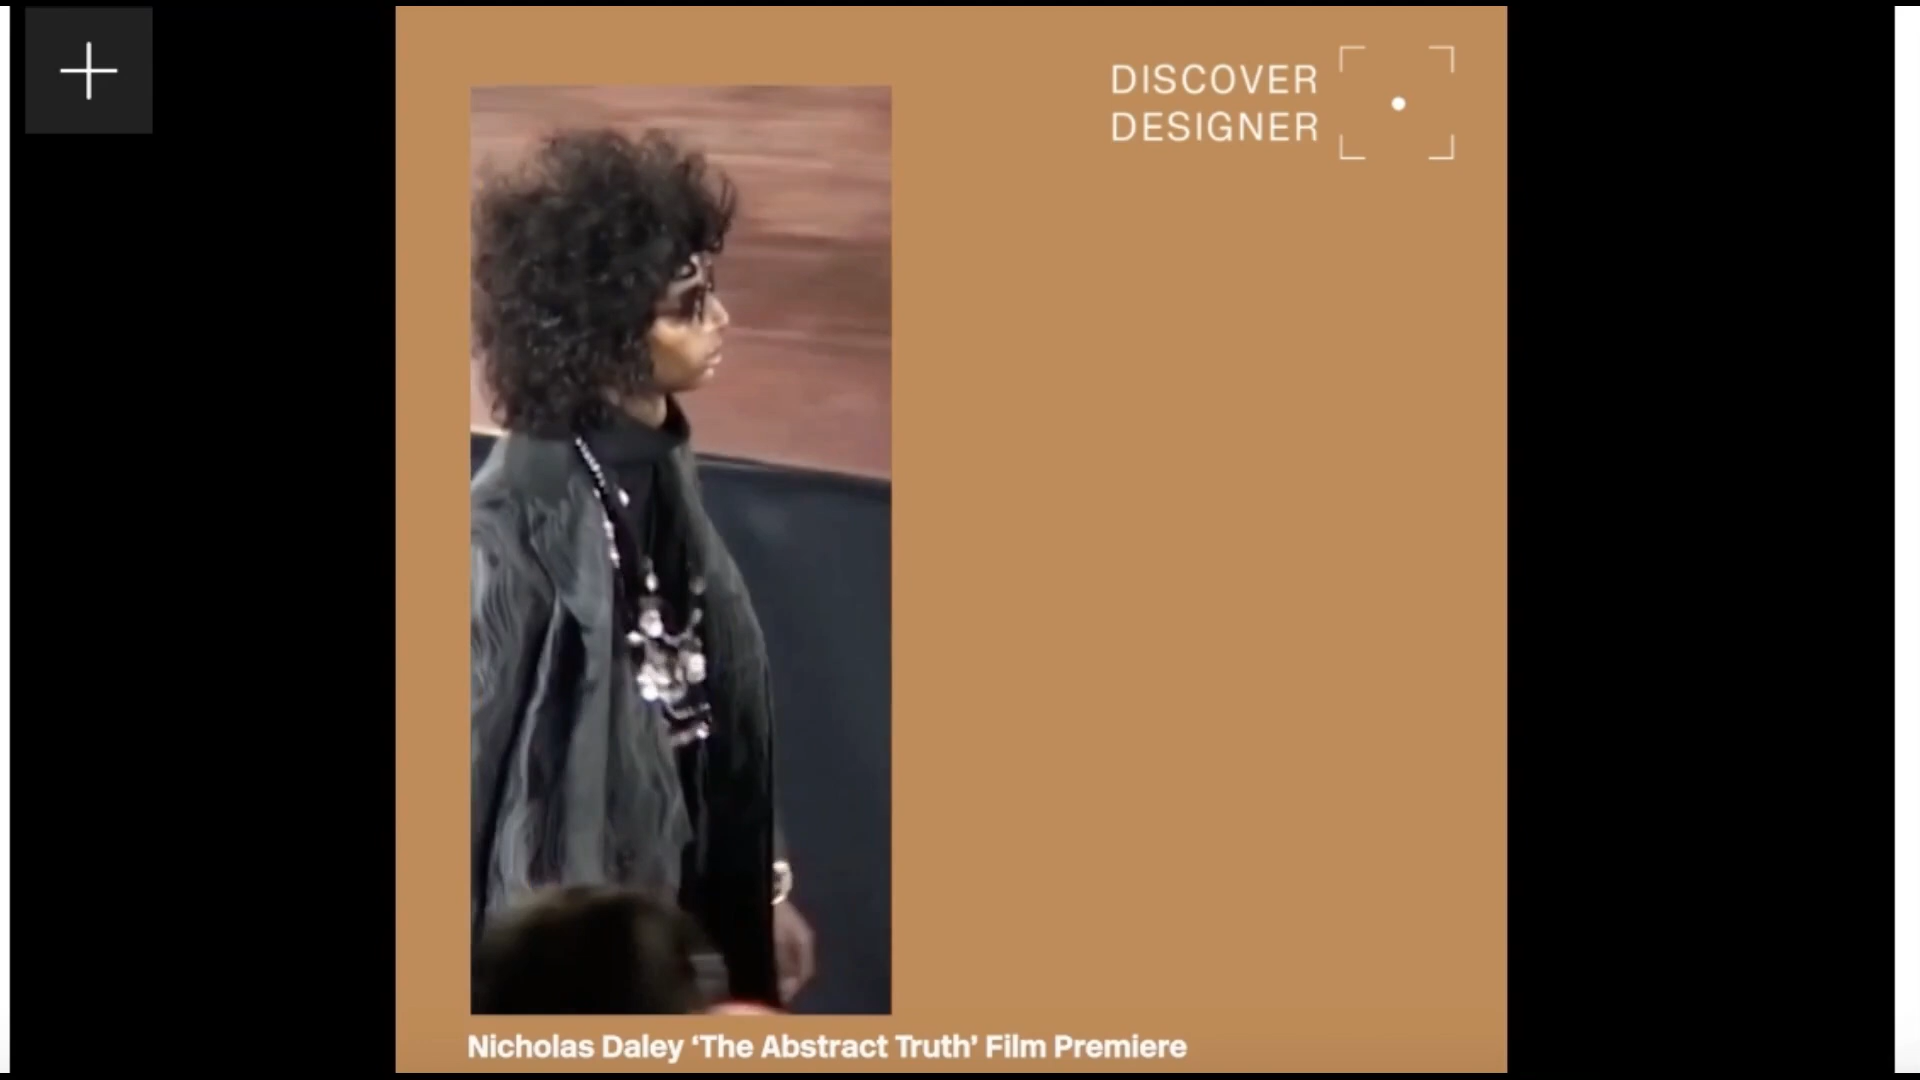 DISCOVER
DESIGNER
Nicholas Daley ‘The Abstract Truth’ Film Premiere